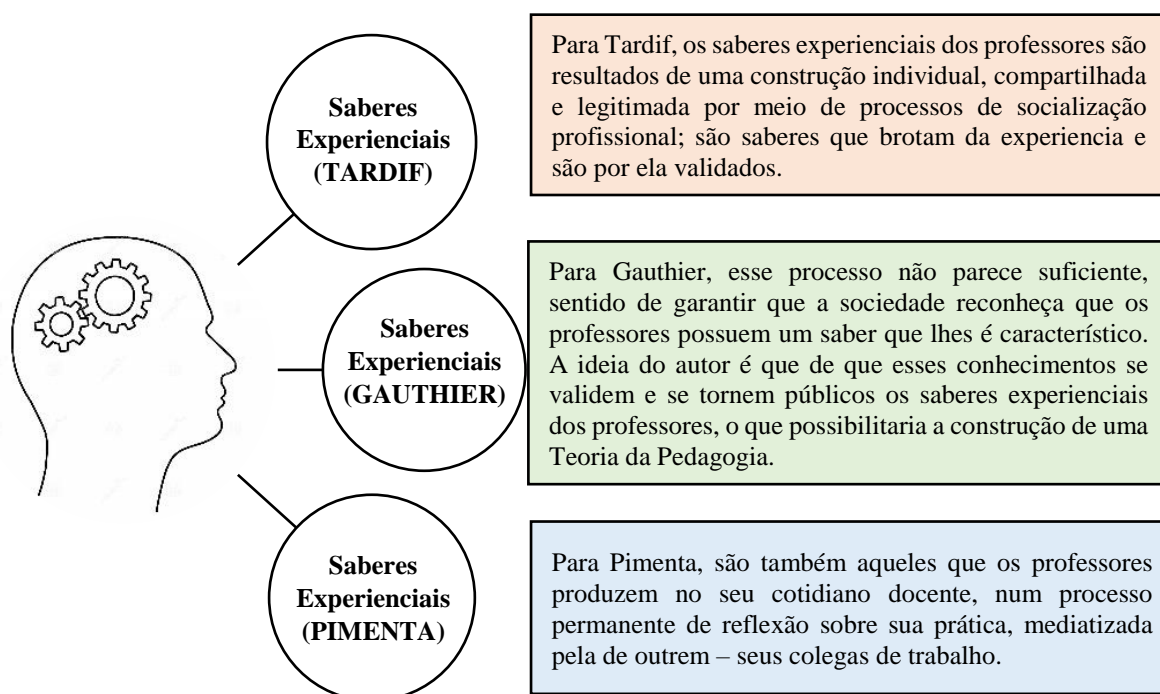 Saberes
Experienciais
(TARDIF)
Para Tardif, os saberes experienciais dos professores são
resultados de uma construção individual, compartilhada
e legitimada por meio de processos de socialização
profissional; são saberes que brotam da experiencia e
são por ela validados.
Saberes
Experienciais
(GAUTHIER)
Para Gauthier, esse processo não parece suficiente,
sentido de garantir que a sociedade reconheça que os
professores possuem um saber que lhes é característico.
A ideia do autor é que de que esses conhecimentos se
validem e se tornem públicos os saberes experienciais
dos professores, o que possibilitaria a construção de uma
Teoria da Pedagogia.
Saberes
Experienciais
(PIMENTA)
Para Pimenta, são também aqueles que os professores
produzem no seu cotidiano docente, num processo
permanente de reflexão sobre sua prática, mediatizada
pela de outrem – seus colegas de trabalho.